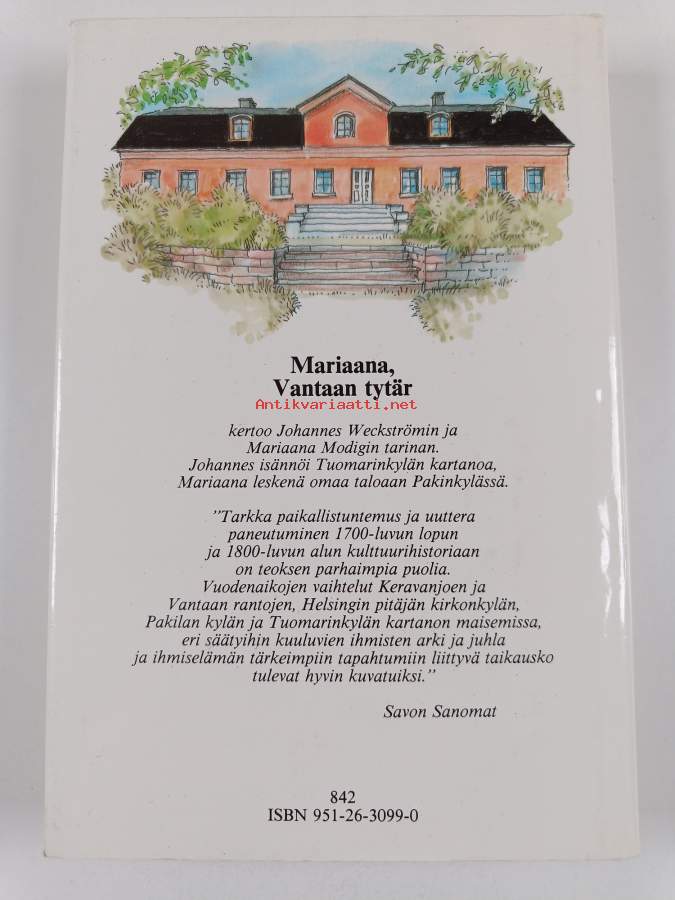 Mariaana,
Vantaan tytär
Antikvariaatti.net
kertoo Johannes Weckströmin ja
Mariaana Modigin tarinan.
Johannes isännöi Tuomarinkylän kartanoa,
Mariaana leskenä omaa taloaan Pakinkylässä.
"Tarkka paikallistuntemus ja uuttera
paneutuminen 1700-luvun lopun
ja 1800-luvun alun kulttuurihistoriaan
on teoksen parhaimpia puolia.
Vuodenaikojen vaihtelut Keravanjoen ja
Vantaan rantojen, Helsingin pitäjän kirkonkylän,
Pakilan kylän ja Tuomarinkylän kartanon maisemissa,
eri säätyihin kuuluvien ihmisten arki ja juhla
ja ihmiselämän tärkeimpiin tapahtumiin liittyvä taikausko
tulevat hyvin kuvatuiksi."
Savon Sanomat
842
ISBN 951-26-3099-0